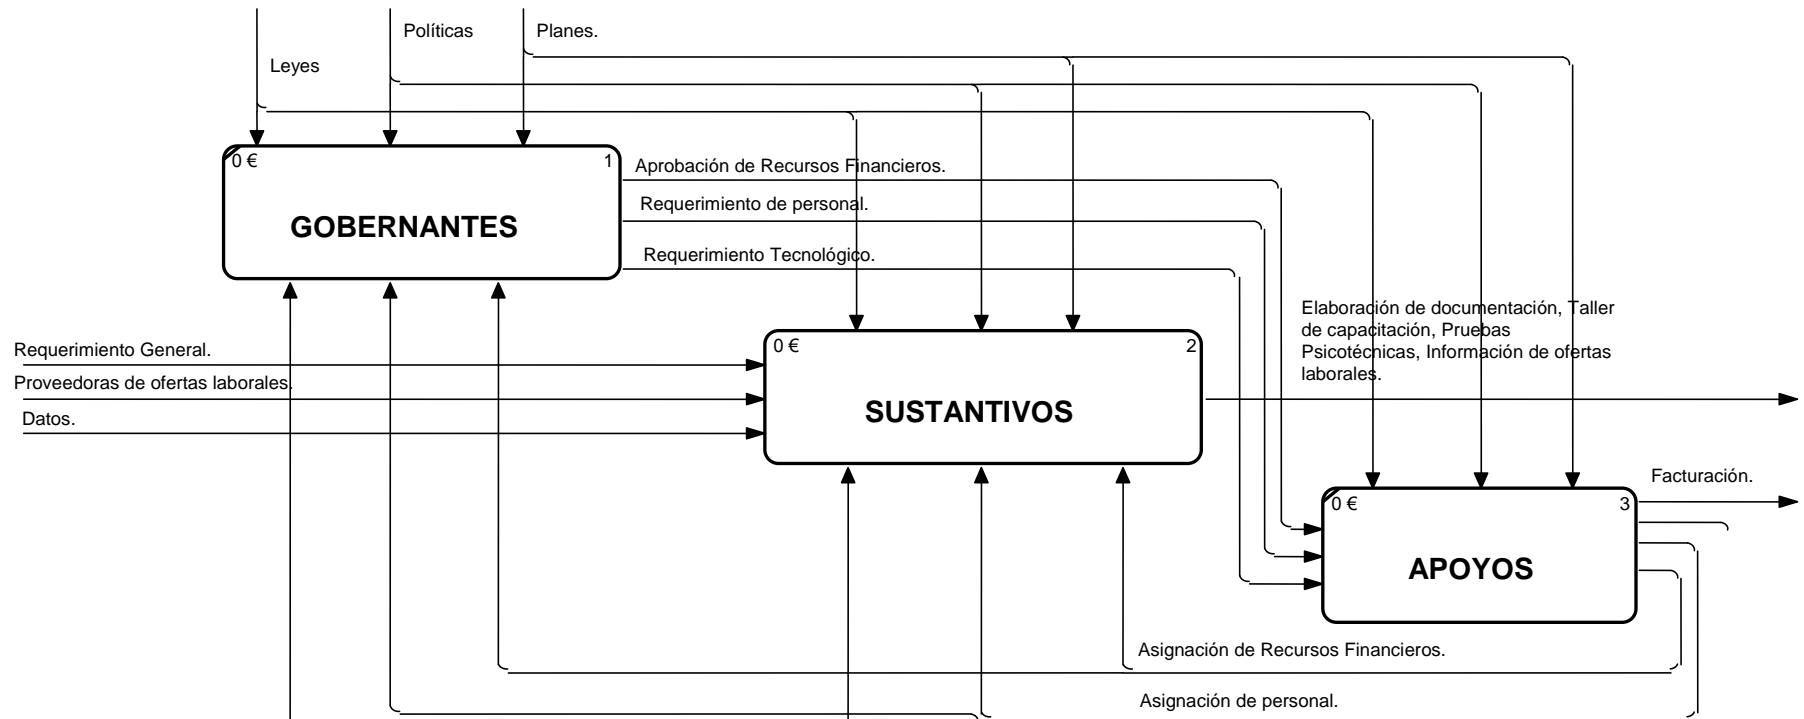 Políticas
Planes.
Leyes
0 €
1
GOBERNANTES
Aprobación de Recursos Financieros.
Requerimiento de personal.
Requerimiento Tecnológico.
Requerimiento General.
Proveedoras de ofertas laborales.
Datos.
0 €
2
SUSTANTIVOS
Elaboración de documentación, Taller
de capacitación, Pruebas
Psicotécnicas, Información de ofertas
laborales.
Facturación.
0 €
3
APOYOS
Asignación de Recursos Financieros.
Asignación de personal.